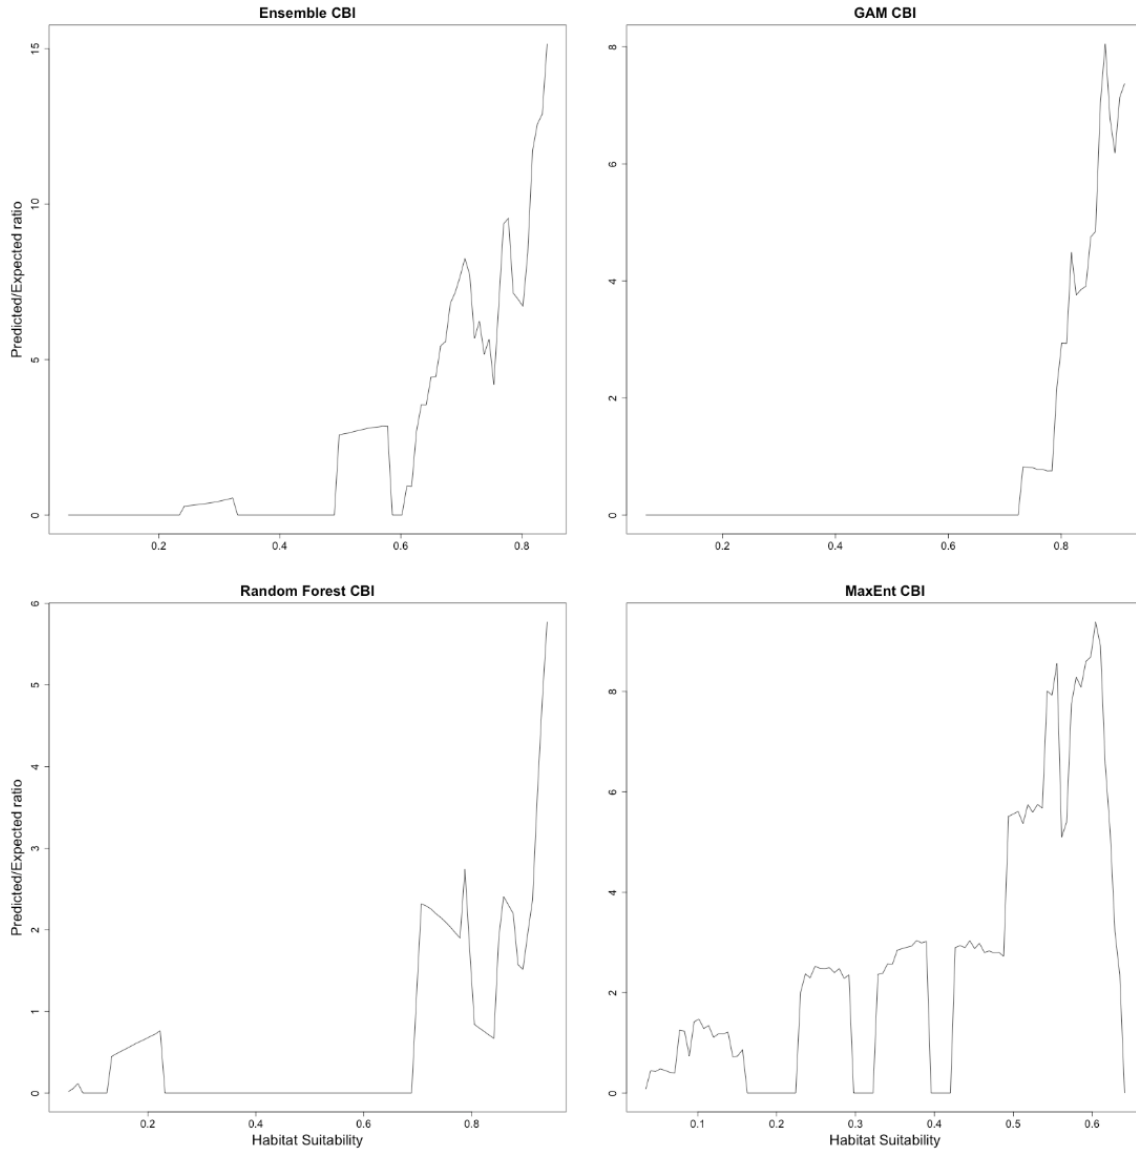 Ensemble CBI
Predicted/Expected ratio
15
10
5
0
0.2 0.4 0.6 0.8
GAM CBI
8
6
4
2
0
0.2 0.4 0.6 0.8
Random Forest CBI
Predicted/Expected ratio
6
5
4
3
2
1
0
0.2 0.4 0.6 0.8
Habitat Suitability
MaxEnt CBI
8
6
4
2
0
0.1 0.2 0.3 0.4 0.5 0.6
Habitat Suitability